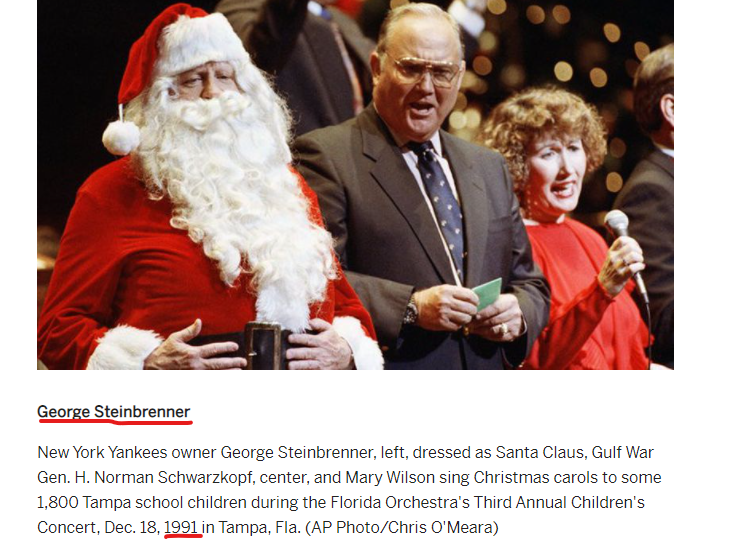 George Steinbrenner
New York Yankees owner George Steinbrenner, left, dressed as Santa Claus, Gulf War
Gen. H. Norman Schwarzkopf, center, and Mary Wilson sing Christmas carols to some
1,800 Tampa school children during the Florida Orchestra's Third Annual Children's
Concert, Dec. 18, 1991 in Tampa, Fla. (AP Photo/Chris O'Meara)